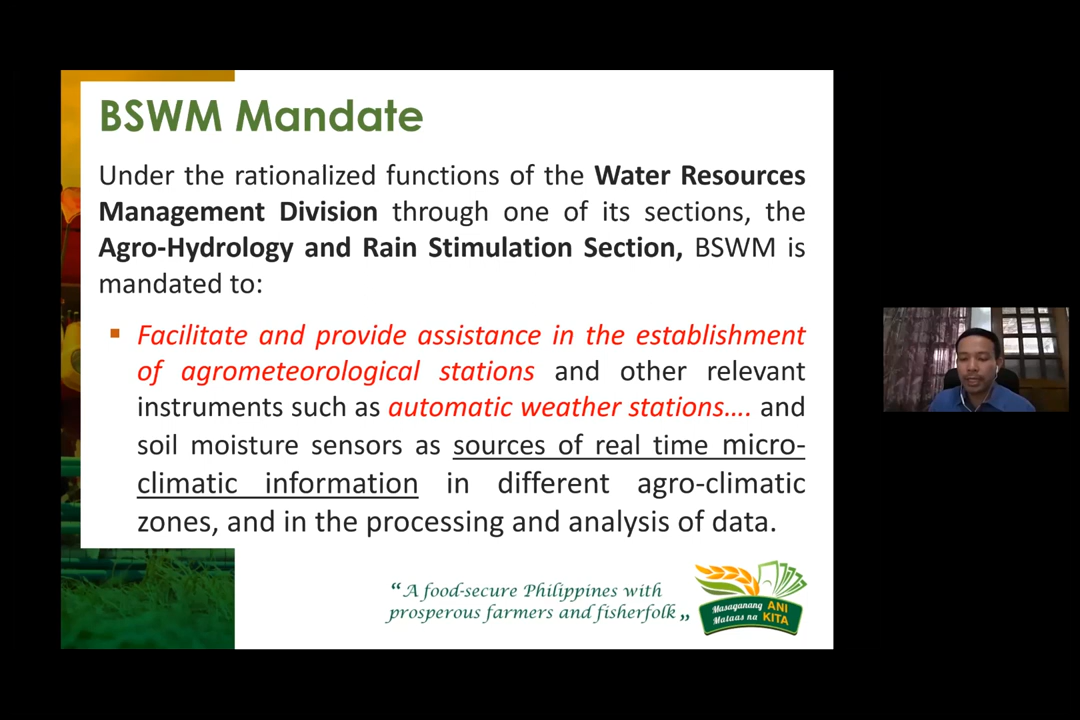 BSWM Mandate
Under the rationalized functions of the Water Resources
Management Division through one of its sections, the
Agro-Hydrology and Rain Stimulation Section, BSWM is
mandated to:
▪ Facilitate and provide assistance in the establishment
of agrometeorological stations and other relevant
instruments such as automatic weather stations.... and
soil moisture sensors as sources of real time micro-
climatic information in different agro-climatic
zones, and in the processing and analysis of data.
“A food-secure Philippines with
prosperous farmers and fisherfolk„
Masaganang ANI
Mataas na KITA